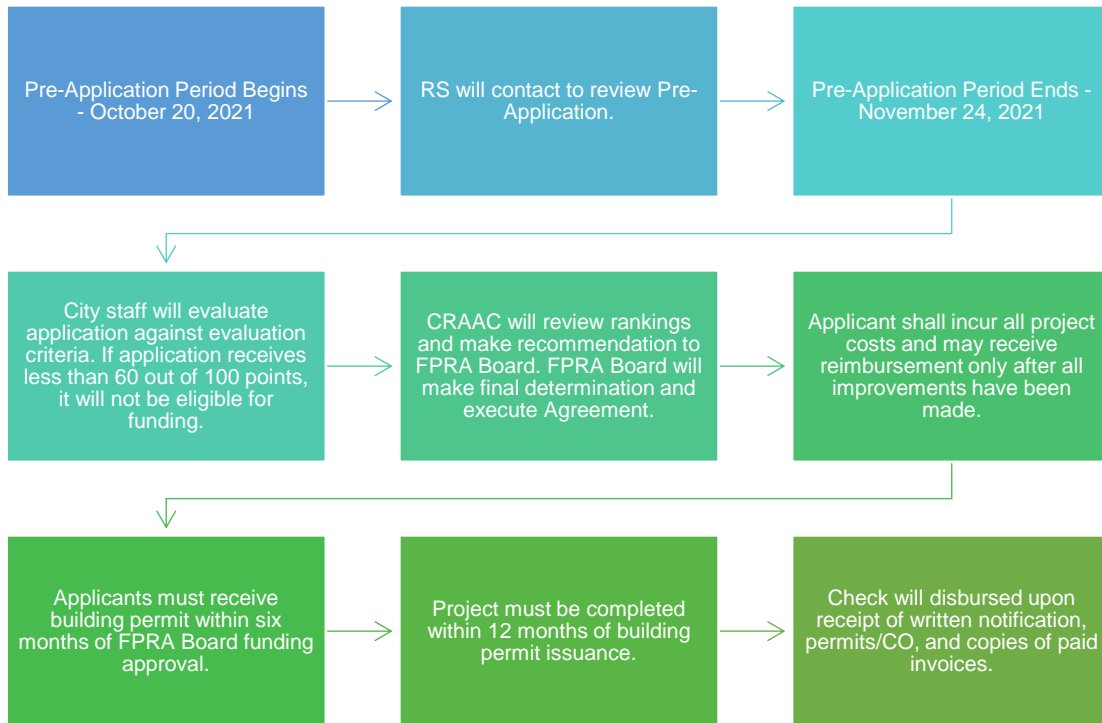 Pre-Application Period Begins
- October 20, 2021
RS will contact to review Pre-
Application.
Pre-Application Period Ends -
November 24, 2021
City staff will evaluate
application against evaluation
criteria. If application receives
less than 60 out of 100 points,
it will not be eligible for
funding.
CRAAC will review rankings
and make recommendation to
FPRA Board. FPRA Board will
make final determination and
execute Agreement.
Applicant shall incur all project
costs and may receive
reimbursement only after all
improvements have been
made.
Applicants must receive
building permit within six
months of FPRA Board funding
approval.
Project must be completed
within 12 months of building
permit issuance.
Check will disbursed upon
receipt of written notification,
permits/CO, and copies of paid
invoices.